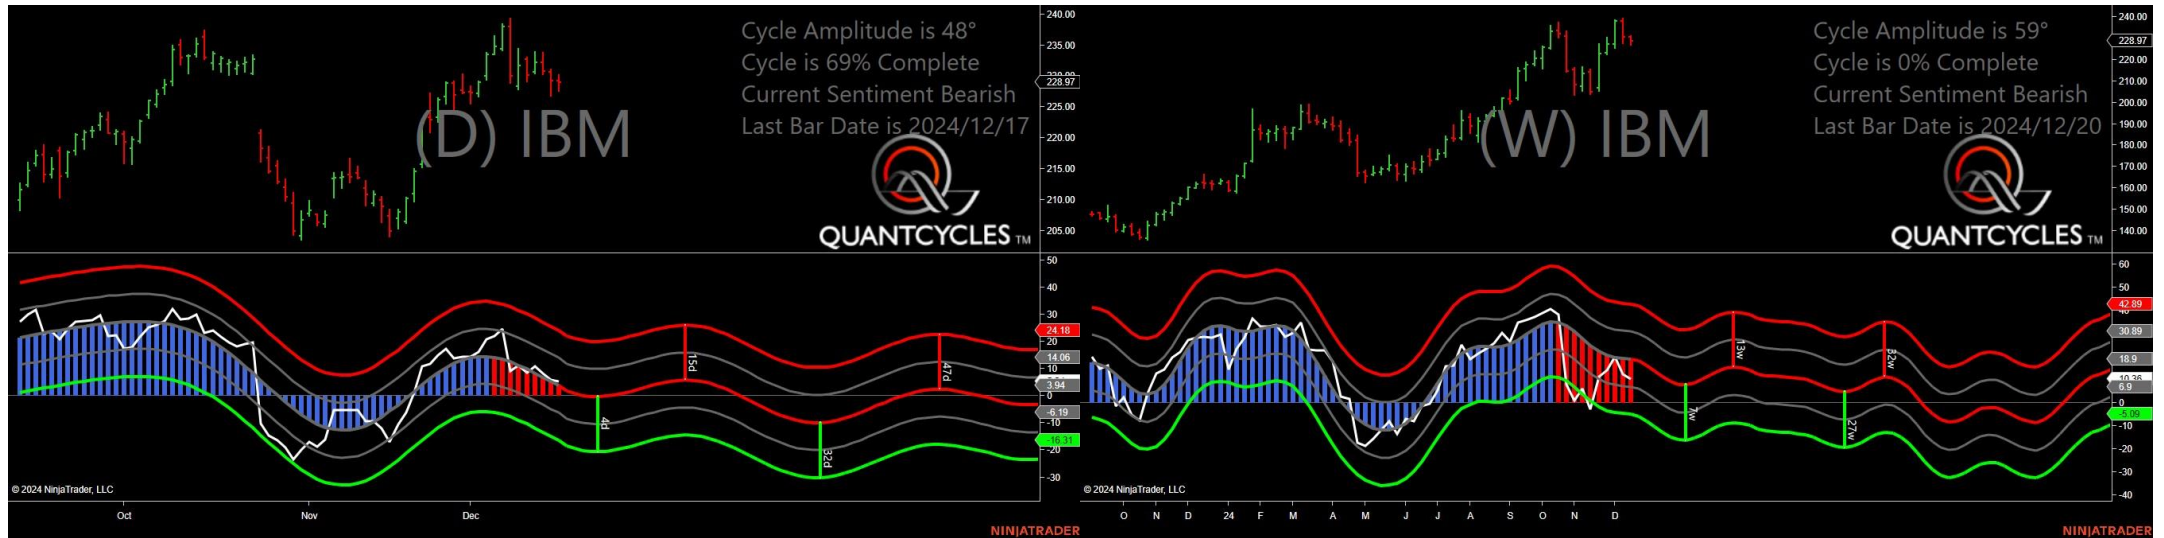 Cycle Amplitude is 48°
Cycle is 69% Complete
Current Sentiment Bearish
Last Bar Date is 2024/12/17
(D) IBM
QUANTCYCLES TM
240.00
235.00
228.97
225.00
220.00
215.00
210.00
205.00
50
40
30
24.18
20
14.06
3.94
0
-6.19
-10
-16.31
-20
-30
15d
47d
4d
32d
© 2024 NinjaTrader, LLC
Oct Nov Dec
NINJATRADER
Cycle Amplitude is 59°
Cycle is 0% Complete
Current Sentiment Bearish
Last Bar Date is 2024/12/20
(W) IBM
QUANTCYCLES TM
240.00
228.97
220.00
210.00
200.00
190.00
180.00
170.00
160.00
150.00
140.00
60
50
42.89
30.89
18.9
10.36
6.9
0
-5.09
-10
-20
-30
-40
13w
32w
7w
27w
© 2024 NinjaTrader, LLC
O N D 24 F M A M J J A S O N D
NINJATRADER